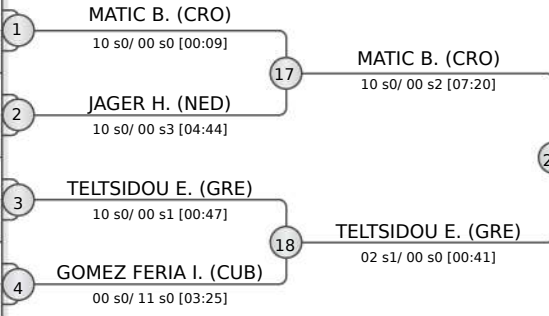 MATIC B. (CRO)
1
10 s0/ 00 s0 [00:09]
17
MATIC B. (CRO)
10 s0/ 00 s2 [07:20]
JAGER H. (NED)
2
10 s0/ 00 s3 [04:44]
TELTSIDOU E. (GRE)
3
10 s0/ 00 s1 [00:47]
18
TELTSIDOU E. (GRE)
02 s1/ 00 s0 [00:41]
GOMEZ FERIA I. (CUB)
4
00 s0/ 11 s0 [03:25]